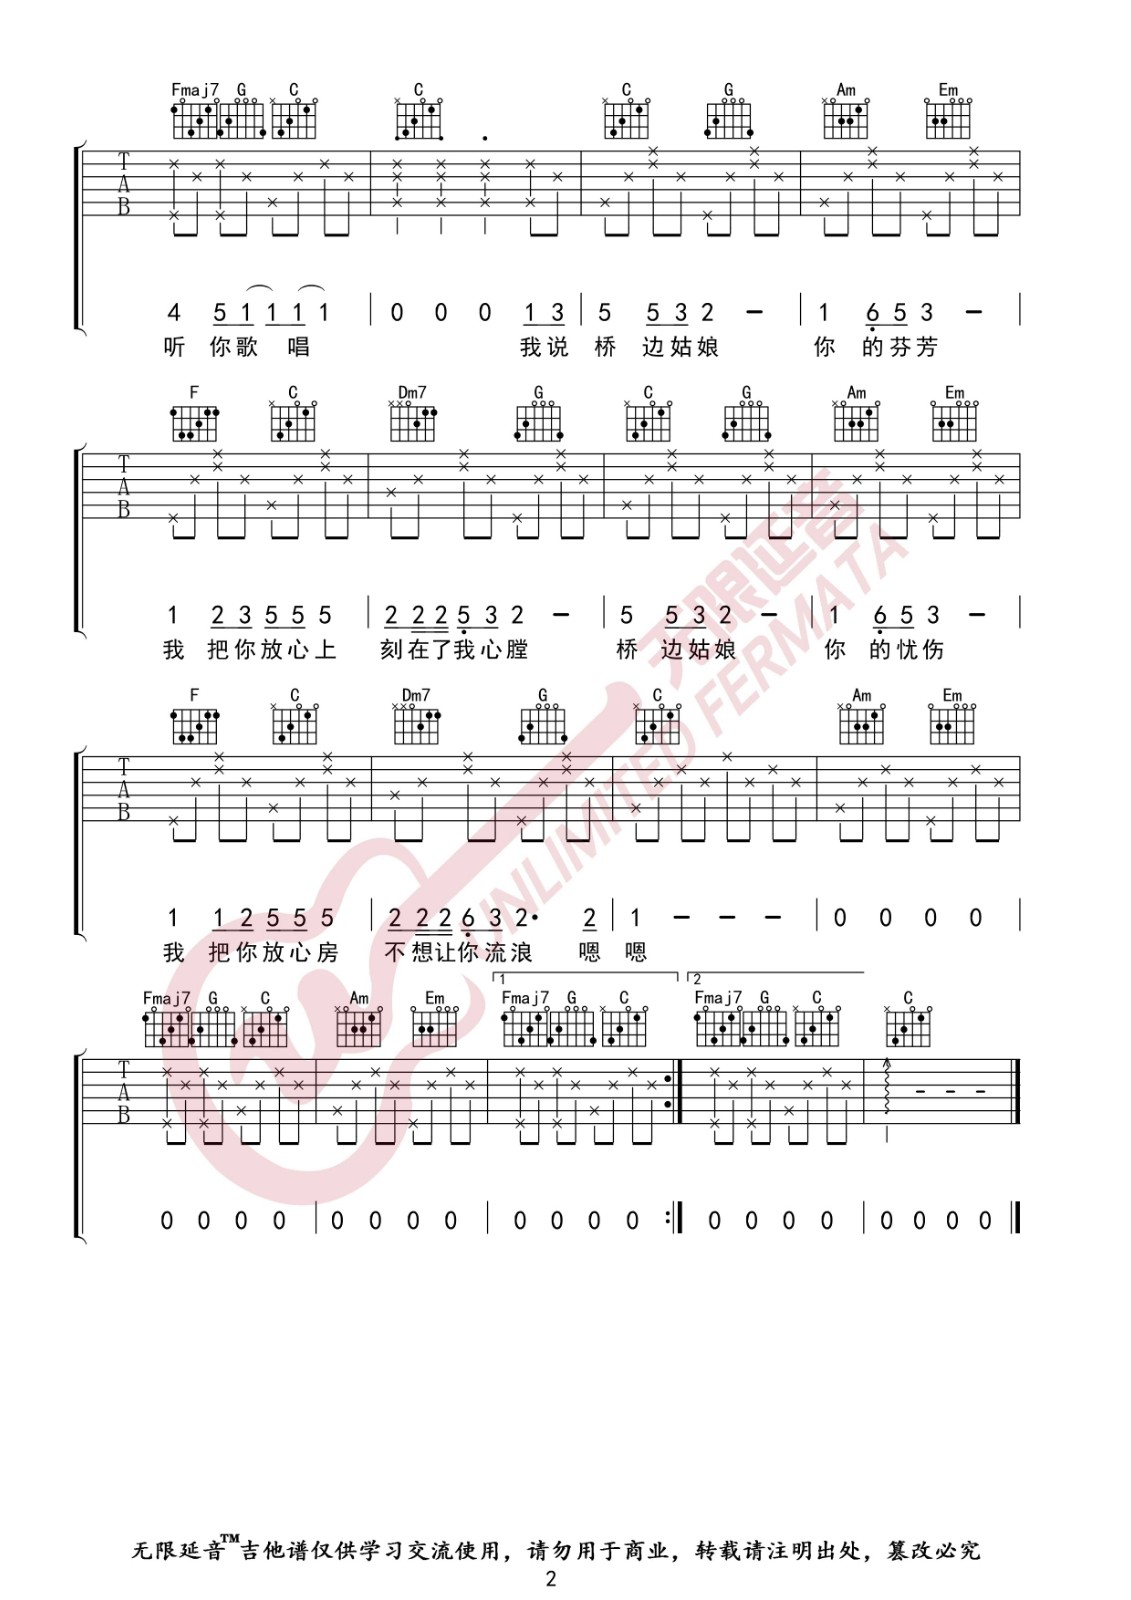 Fmaj7 G C C C G Am Em
T A B
4 5 1 1 1 1 | 0 0 0 1 3 | 5 5 3 2 – | 1 6 5 3 – |
听 你歌 唱 我说 桥 边姑娘 你 的芬芳
F C Dm7 G C G Am Em
T A B
1 2 3 5 5 5 | 2 2 2 5 3 2 – | 5 5 3 2 – | 1 6 5 3 – |
我 把你放心上 刻在了我心膛 桥 边姑娘 你 的忧伤
F C Dm7 G C Am Em
T A B
1 1 2 5 5 5 | 2 2 2 6 3 2· 2 | 1 – – – | 0 0 0 0 |
我 把你放心房 不想让你流浪 嗯 嗯
1 2
Fmaj7 G C Am Em Fmaj7 G C Fmaj7 G C C
T A B – – –
0 0 0 0 | 0 0 0 0 | 0 0 0 0 :| 0 0 0 0 | 0 0 0 0 ||
无限延音
UNLIMITED FERMATA
无限延音™吉他谱仅供学习交流使用，请勿用于商业，转载请注明出处，篡改必究
2